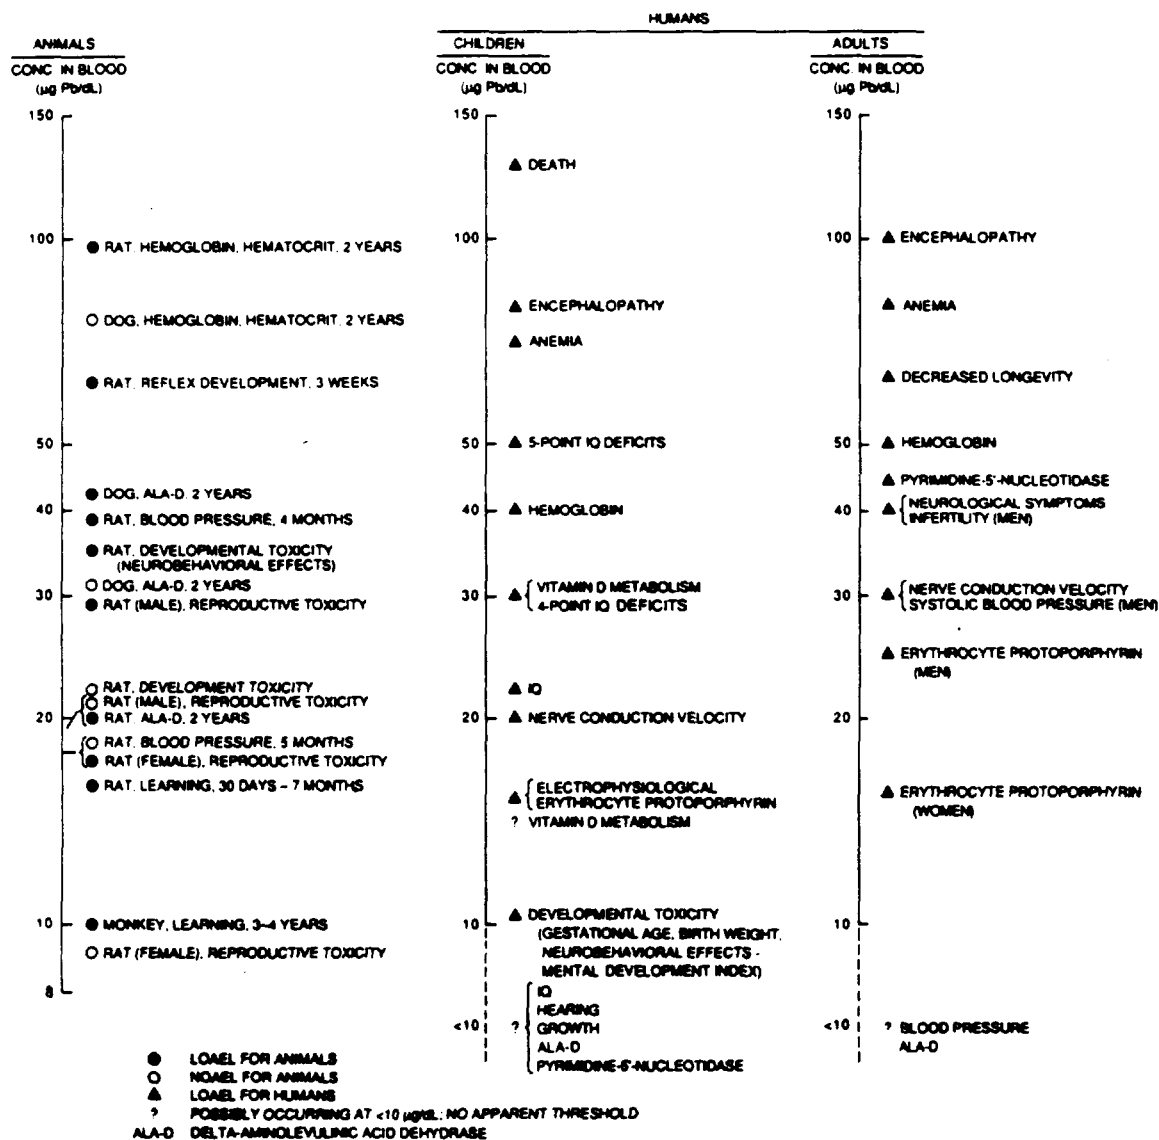 HUMANS
ANIMALS
CONC IN BLOOD
(µg Pb/dL)
150
100
RAT. HEMOGLOBIN, HEMATOCRIT. 2 YEARS
DOG, HEMOGLOBIN, HEMATOCRIT. 2 YEARS
RAT. REFLEX DEVELOPMENT, 3 WEEKS
50
DOG, ALA-D. 2 YEARS
40
RAT. BLOOD PRESSURE, 4 MONTHS
RAT. DEVELOPMENTAL TOXICITY
(NEUROBEHAVIORAL EFFECTS)
DOG, ALA-D. 2 YEARS
30
RAT (MALE), REPRODUCTIVE TOXICITY
RAT. DEVELOPMENT TOXICITY
RAT (MALE), REPRODUCTIVE TOXICITY
20
RAT. ALA-D. 2 YEARS
RAT. BLOOD PRESSURE, 5 MONTHS
RAT (FEMALE), REPRODUCTIVE TOXICITY
RAT. LEARNING, 30 DAYS – 7 MONTHS
10
MONKEY, LEARNING, 3–4 YEARS
RAT (FEMALE), REPRODUCTIVE TOXICITY
8
CHILDREN
CONC IN BLOOD
(µg Pb/dL)
150
DEATH
100
ENCEPHALOPATHY
ANEMIA
50
5-POINT IQ DEFICITS
40
HEMOGLOBIN
30
VITAMIN D METABOLISM
4-POINT IQ DEFICITS
IQ
20
NERVE CONDUCTION VELOCITY
ELECTROPHYSIOLOGICAL
ERYTHROCYTE PROTOPORPHYRIN
? VITAMIN D METABOLISM
10
DEVELOPMENTAL TOXICITY
(GESTATIONAL AGE, BIRTH WEIGHT,
NEUROBEHAVIORAL EFFECTS -
MENTAL DEVELOPMENT INDEX)
IQ
HEARING
<10 ? GROWTH
ALA-D
PYRIMIDINE-5'-NUCLEOTIDASE
ADULTS
CONC. IN BLOOD
(µg Pb/dL)
150
100
ENCEPHALOPATHY
ANEMIA
DECREASED LONGEVITY
50
HEMOGLOBIN
PYRIMIDINE-5'-NUCLEOTIDASE
40
NEUROLOGICAL SYMPTOMS
INFERTILITY (MEN)
30
NERVE CONDUCTION VELOCITY
SYSTOLIC BLOOD PRESSURE (MEN)
ERYTHROCYTE PROTOPORPHYRIN
(MEN)
20
ERYTHROCYTE PROTOPORPHYRIN
(WOMEN)
10
<10 ? BLOOD PRESSURE
ALA-D
LOAEL FOR ANIMALS
NOAEL FOR ANIMALS
LOAEL FOR HUMANS
? POSSIBLY OCCURRING AT <10 µg/dL; NO APPARENT THRESHOLD
ALA-D DELTA-AMINOLEVULINIC ACID DEHYDRASE